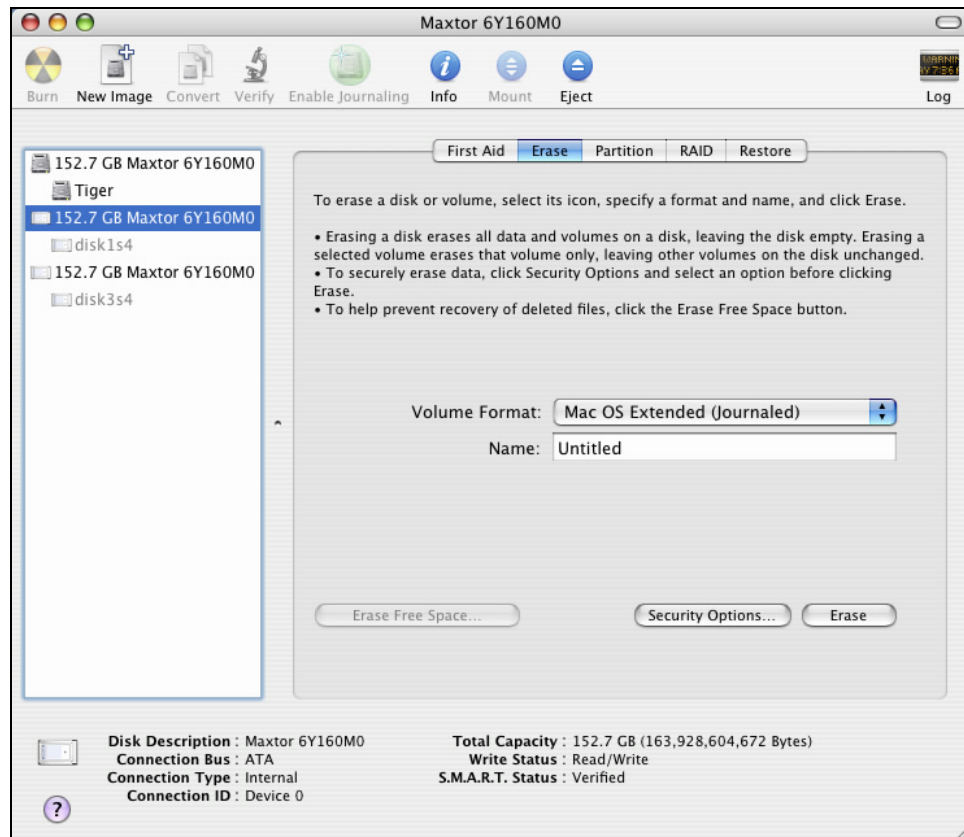 Maxtor 6Y160M0
Burn New Image Convert Verify Enable Journaling Info Mount Eject Log
152.7 GB Maxtor 6Y160M0
Tiger
152.7 GB Maxtor 6Y160M0
disk1s4
152.7 GB Maxtor 6Y160M0
disk3s4
First Aid Erase Partition RAID Restore
To erase a disk or volume, select its icon, specify a format and name, and click Erase.
• Erasing a disk erases all data and volumes on a disk, leaving the disk empty. Erasing a
selected volume erases that volume only, leaving other volumes on the disk unchanged.
• To securely erase data, click Security Options and select an option before clicking
Erase.
• To help prevent recovery of deleted files, click the Erase Free Space button.
Volume Format: Mac OS Extended (Journaled)
Name: Untitled
Erase Free Space... Security Options... Erase
Disk Description : Maxtor 6Y160M0 Total Capacity : 152.7 GB (163,928,604,672 Bytes)
Connection Bus : ATA Write Status : Read/Write
Connection Type : Internal S.M.A.R.T. Status : Verified
Connection ID : Device 0
?